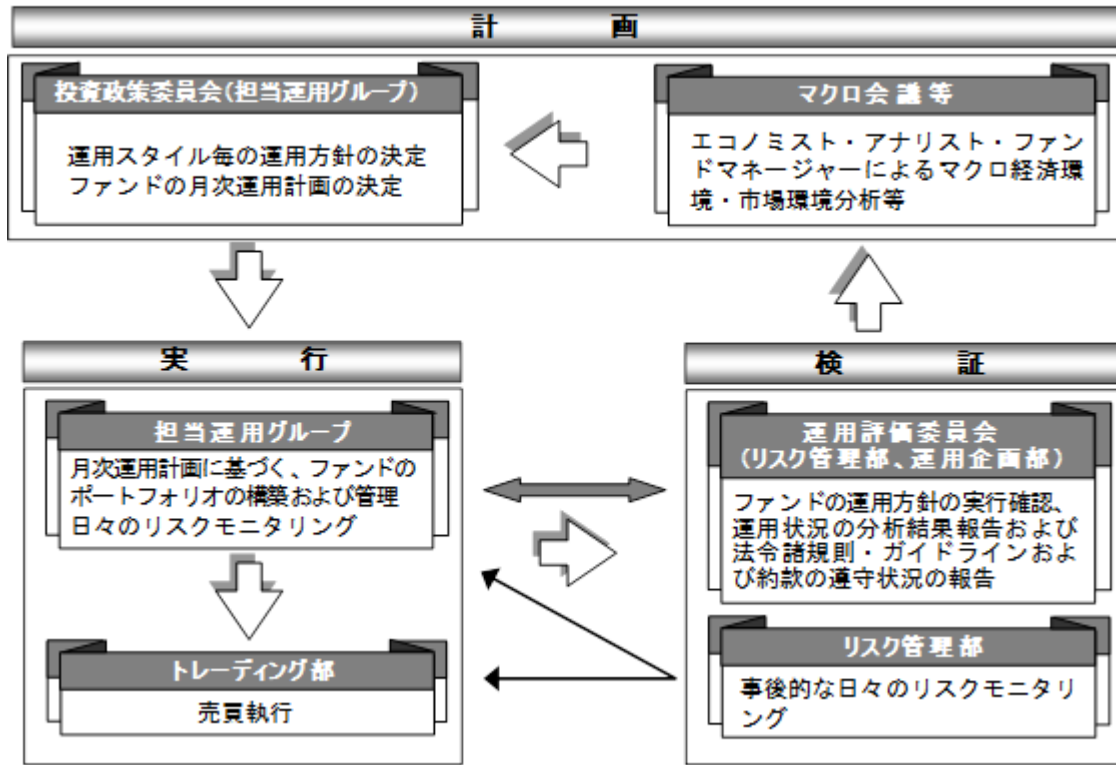 計画
投資政策委員会(担当運用グループ)
運用スタイル毎の運用方針の決定
ファンドの月次運用計画の決定
マクロ会議等
エコノミスト・アナリスト・ファン
ドマネージャーによるマクロ経済環
境・市場環境分析等
実行
担当運用グループ
月次運用計画に基づく、ファンドの
ポートフォリオの構築および管理
日々のリスクモニタリング
トレーディング部
売買執行
検証
運用評価委員会
(リスク管理部、運用企画部)
ファンドの運用方針の実行確認、
運用状況の分析結果報告および
法令諸規則・ガイドラインおよ
び約款の遵守状況の報告
リスク管理部
事後的な日々のリスクモニタリ
ング